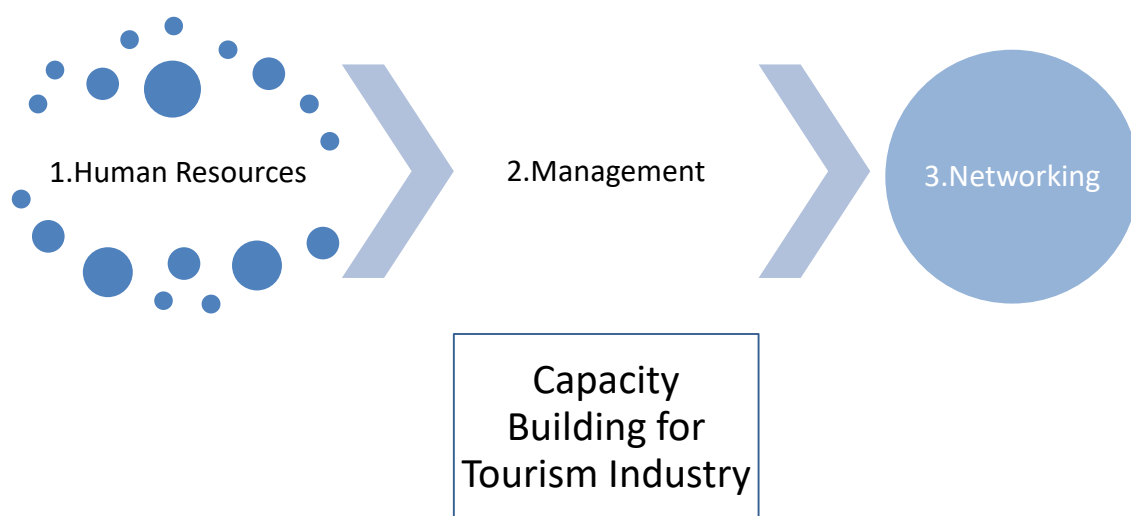 1.Human Resources
2.Management
3.Networking
Capacity
Building for
Tourism Industry